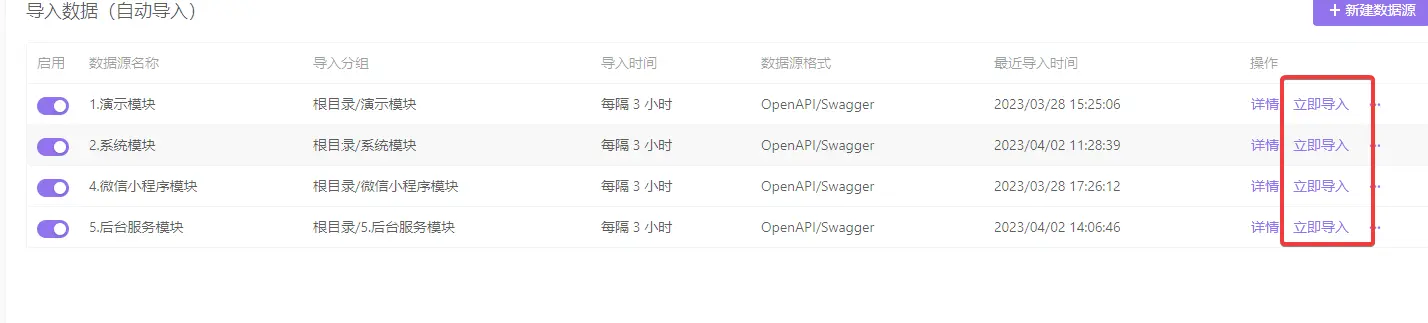 导入数据（自动导入）
+ 新建数据源
启用 数据源名称 导入分组 导入时间 数据源格式 最近导入时间 操作
1.演示模块 根目录/演示模块 每隔 3 小时 OpenAPI/Swagger 2023/03/28 15:25:06 详情 立即导入 ...
2.系统模块 根目录/系统模块 每隔 3 小时 OpenAPI/Swagger 2023/04/02 11:28:39 详情 立即导入 ...
4.微信小程序模块 根目录/微信小程序模块 每隔 3 小时 OpenAPI/Swagger 2023/03/28 17:26:12 详情 立即导入 ...
5.后台服务模块 根目录/5.后台服务模块 每隔 3 小时 OpenAPI/Swagger 2023/04/02 14:06:46 详情 立即导入 ...